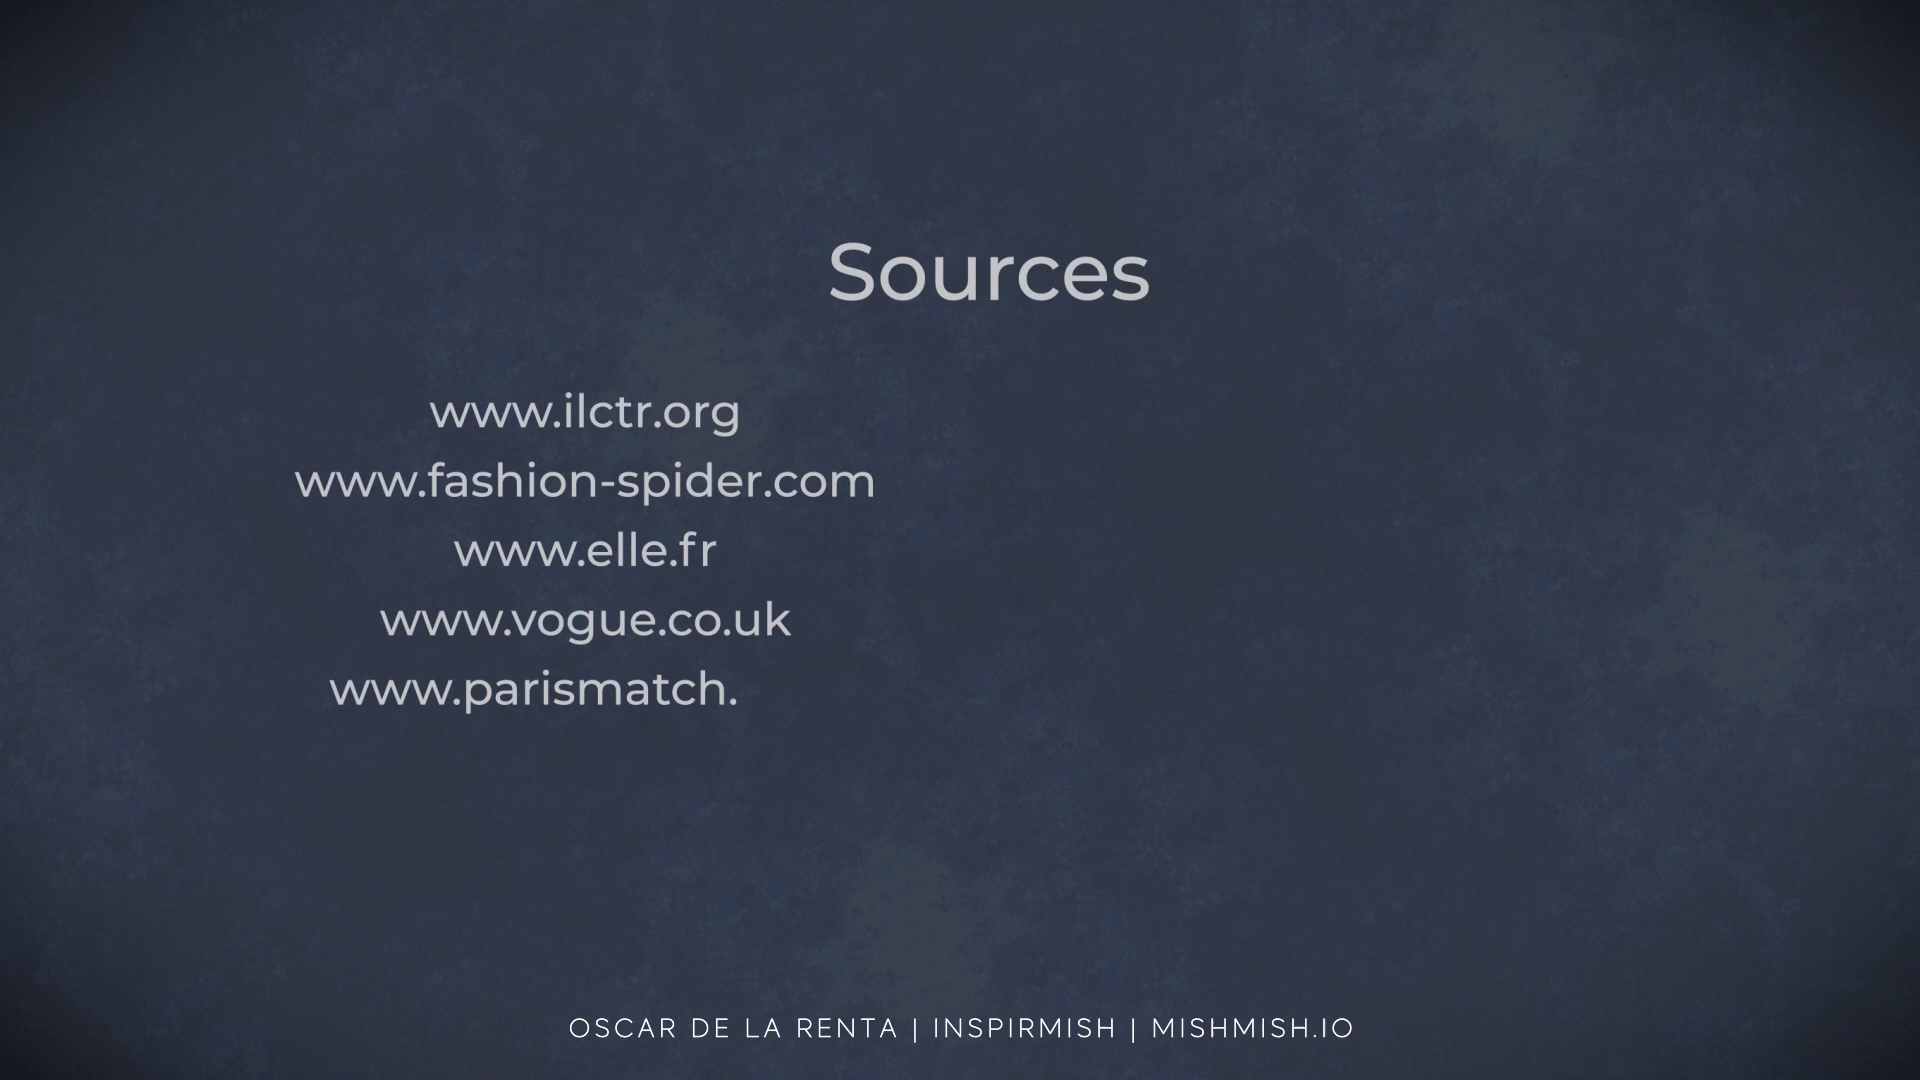 Sources
www.ilctr.org
www.fashion-spider.com
www.elle.fr
www.vogue.co.uk
www.parismatch.
OSCAR DE LA RENTA | INSPIRMISH | MISHMISH.IO